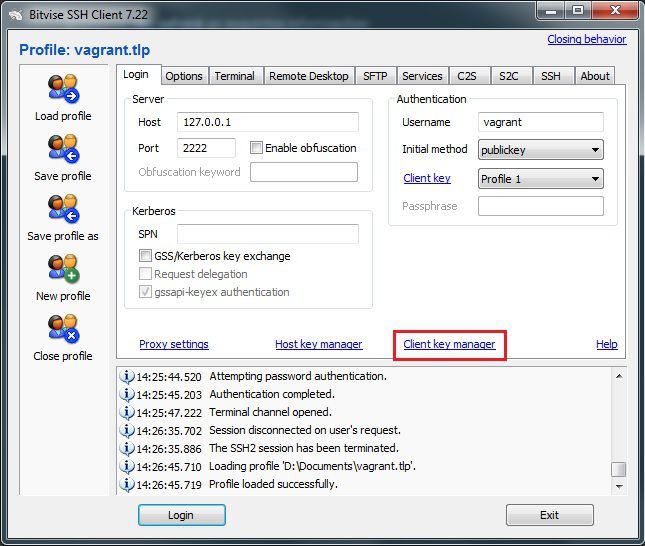 Bitvise SSH Client 7.22
Profile: vagrant.tlp
Closing behavior
Load profile
Save profile
Save profile as
New profile
Close profile
Login Options Terminal Remote Desktop SFTP Services C2S S2C SSH About
Server
Host 127.0.0.1
Port 2222 Enable obfuscation
Obfuscation keyword
Kerberos
SPN
GSS/Kerberos key exchange
Request delegation
gssapi-keyex authentication
Authentication
Username vagrant
Initial method publickey
Client key Profile 1
Passphrase
Proxy settings Host key manager Client key manager Help
14:25:44.520 Attempting password authentication.
14:25:45.203 Authentication completed.
14:25:47.222 Terminal channel opened.
14:26:35.702 Session disconnected on user's request.
14:26:35.886 The SSH2 session has been terminated.
14:26:45.710 Loading profile 'D:\Documents\vagrant.tlp'.
14:26:45.719 Profile loaded successfully.
Login Exit